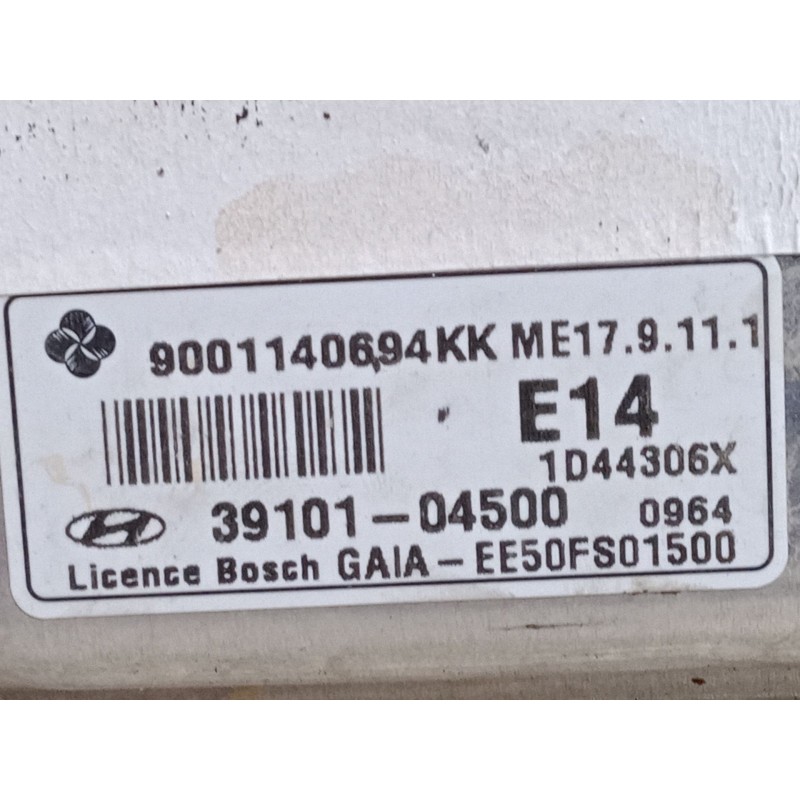 9001140694KK ME17.9.11.1
E14
1D44306X
39101-04500 0964
Licence Bosch GAIA-EE50FS01500